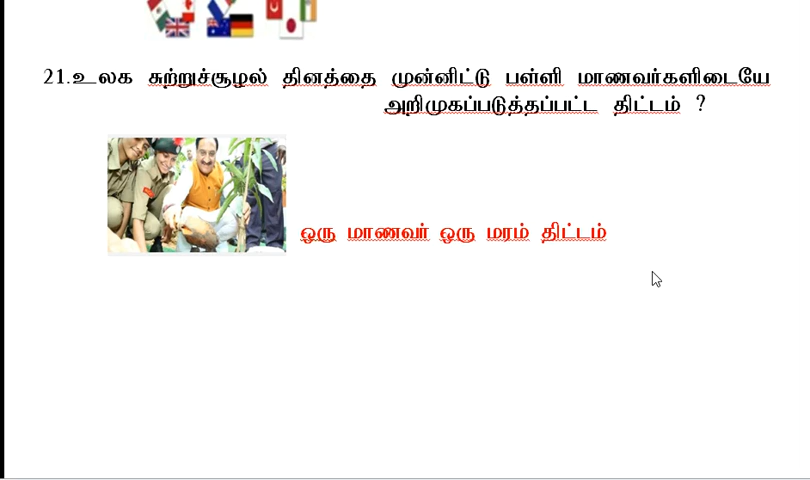 21.உலக சுற்றுச்சூழல் தினத்தை முன்னிட்டு பள்ளி மாணவர்களிடையே
அறிமுகப்படுத்தப்பட்ட திட்டம் ?
ஒரு மாணவர் ஒரு மரம் திட்டம்